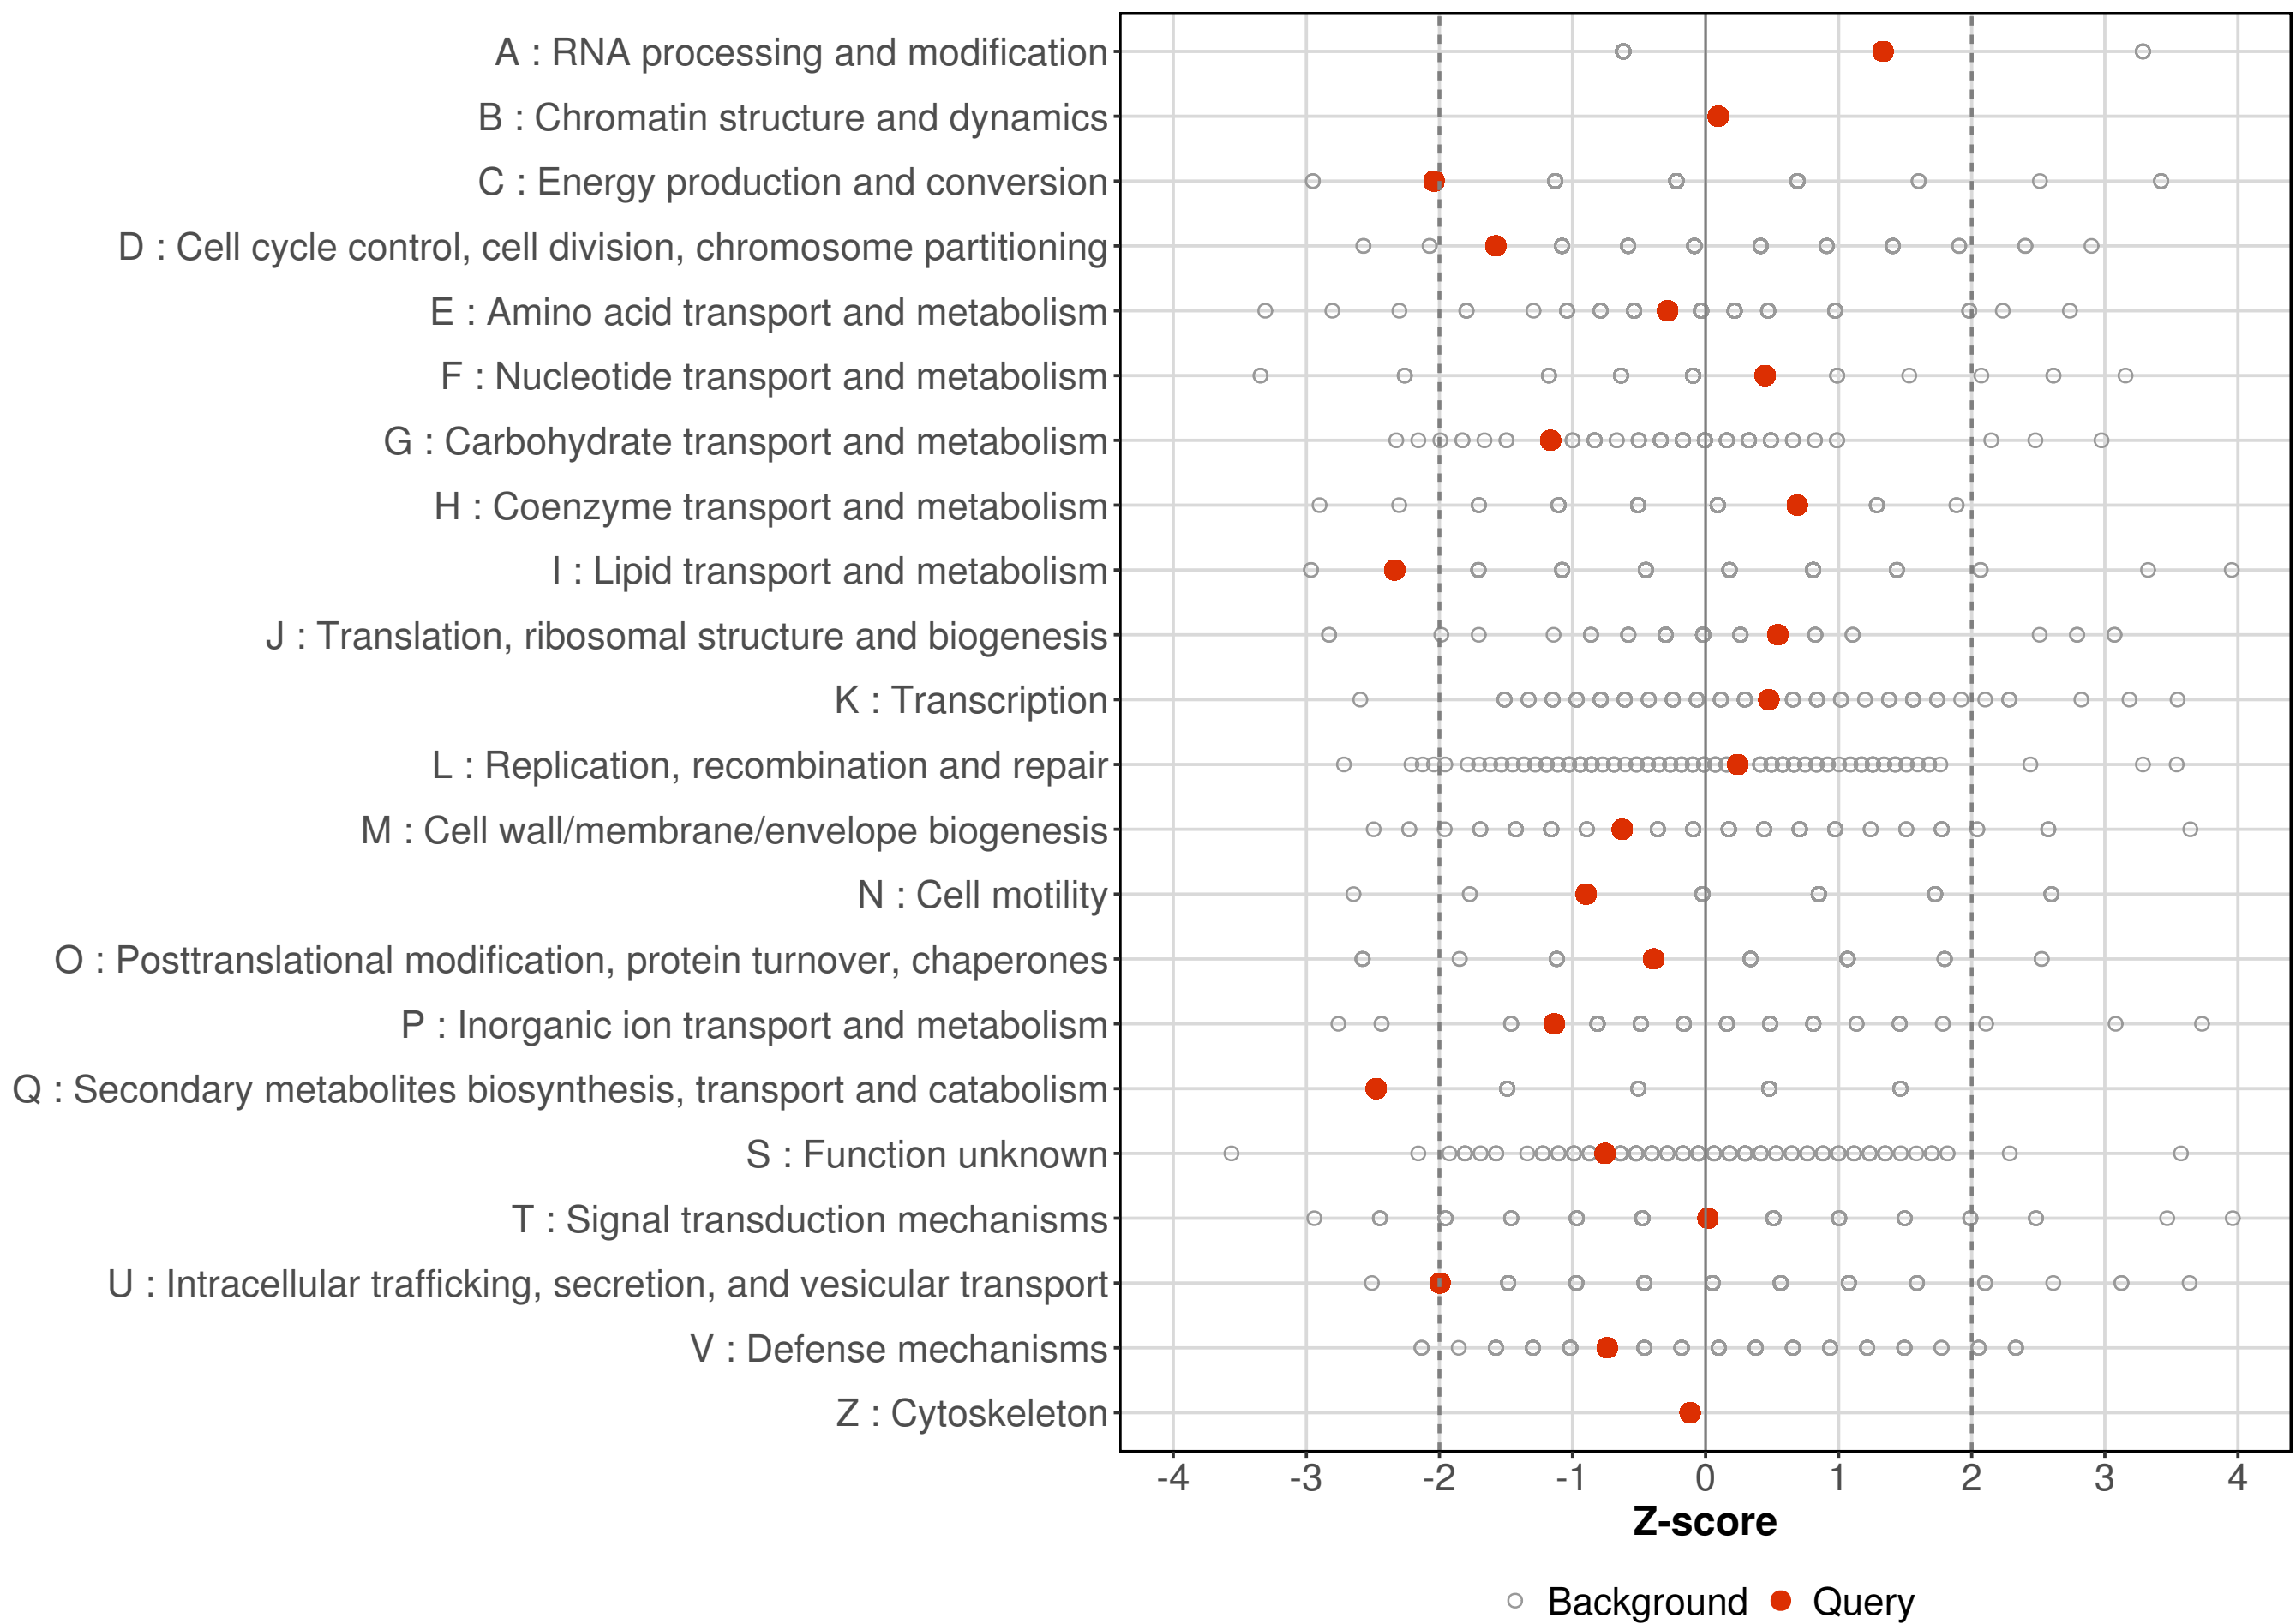 A : RNA processing and modification
B : Chromatin structure and dynamics
C : Energy production and conversion
D : Cell cycle control, cell division, chromosome partitioning
E : Amino acid transport and metabolism
F : Nucleotide transport and metabolism
G : Carbohydrate transport and metabolism
H : Coenzyme transport and metabolism
I : Lipid transport and metabolism
J : Translation, ribosomal structure and biogenesis
K : Transcription
L : Replication, recombination and repair
M : Cell wall/membrane/envelope biogenesis
N : Cell motility
O : Posttranslational modification, protein turnover, chaperones
P : Inorganic ion transport and metabolism
Q : Secondary metabolites biosynthesis, transport and catabolism
S : Function unknown
T : Signal transduction mechanisms
U : Intracellular trafficking, secretion, and vesicular transport
V : Defense mechanisms
Z : Cytoskeleton
-4 -3 -2 -1 0 1 2 3 4
Z-score
Background Query